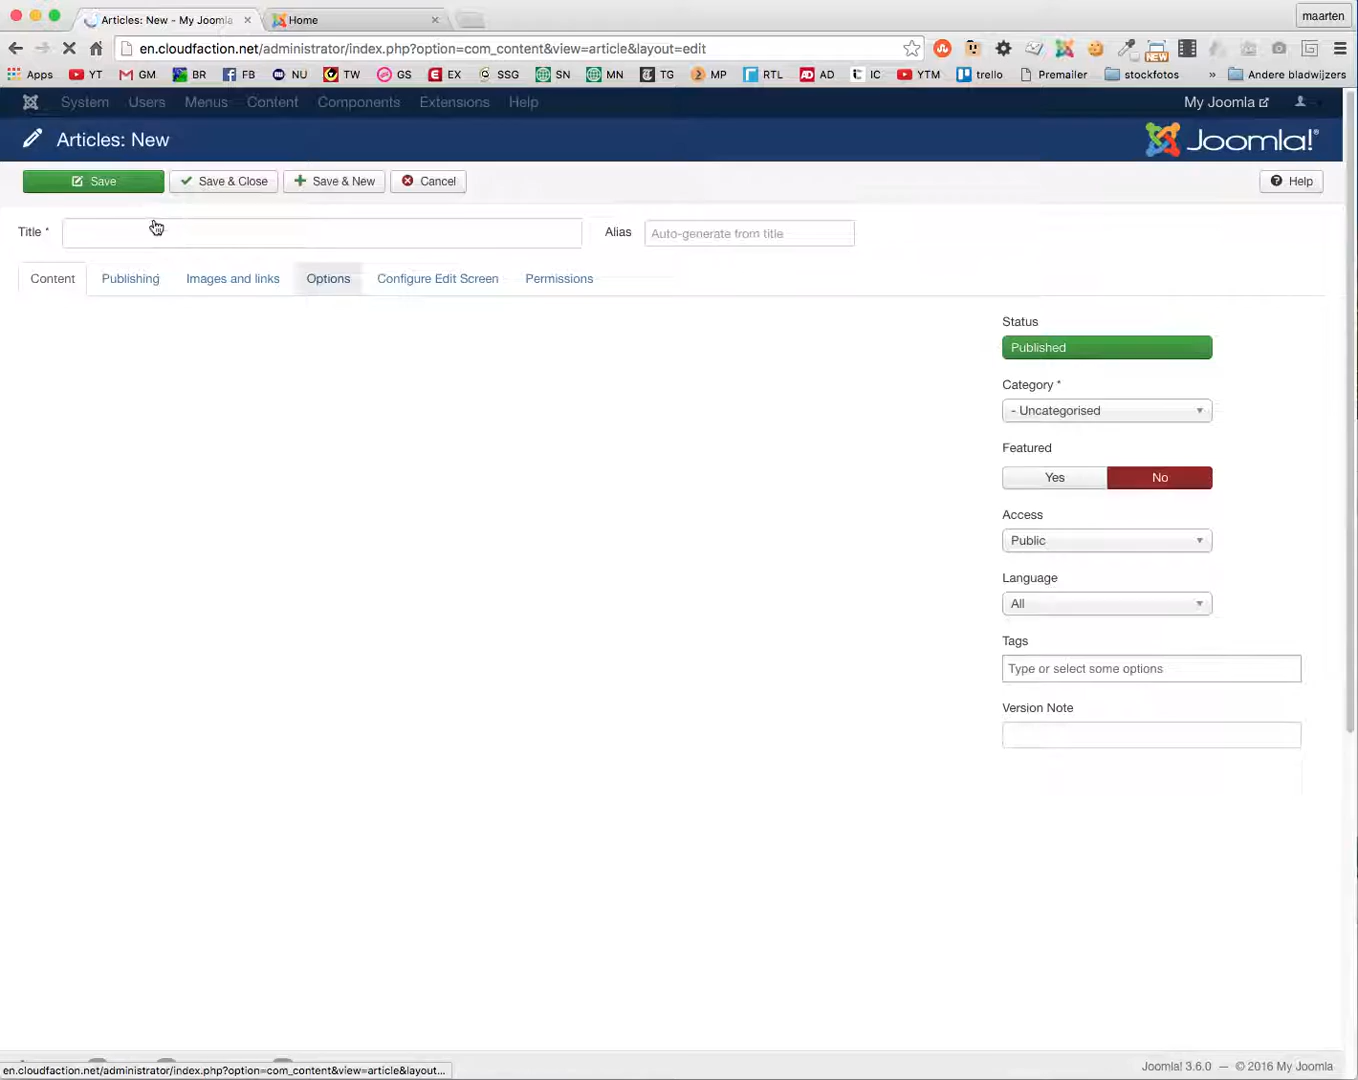 Articles: New - My Joomla
Home
maarten
en.cloudfaction.net/administrator/index.php?option=com_content&view=article&layout=edit
Apps YT GM BR FB NU TW GS EX SSG SN MN TG MP RTL AD IC YTM trello Premailer stockfotos » Andere bladwijzers
System Users Menus Content Components Extensions Help My Joomla
Articles: New
Joomla!®
Save Save & Close Save & New Cancel Help
Title * Alias Auto-generate from title
Content Publishing Images and links Options Configure Edit Screen Permissions
Status
Published
Category *
- Uncategorised
Featured
Yes No
Access
Public
Language
All
Tags
Type or select some options
Version Note
Joomla! 3.6.0 — © 2016 My Joomla
en.cloudfaction.net/administrator/index.php?option=com_content&view=article&layout...